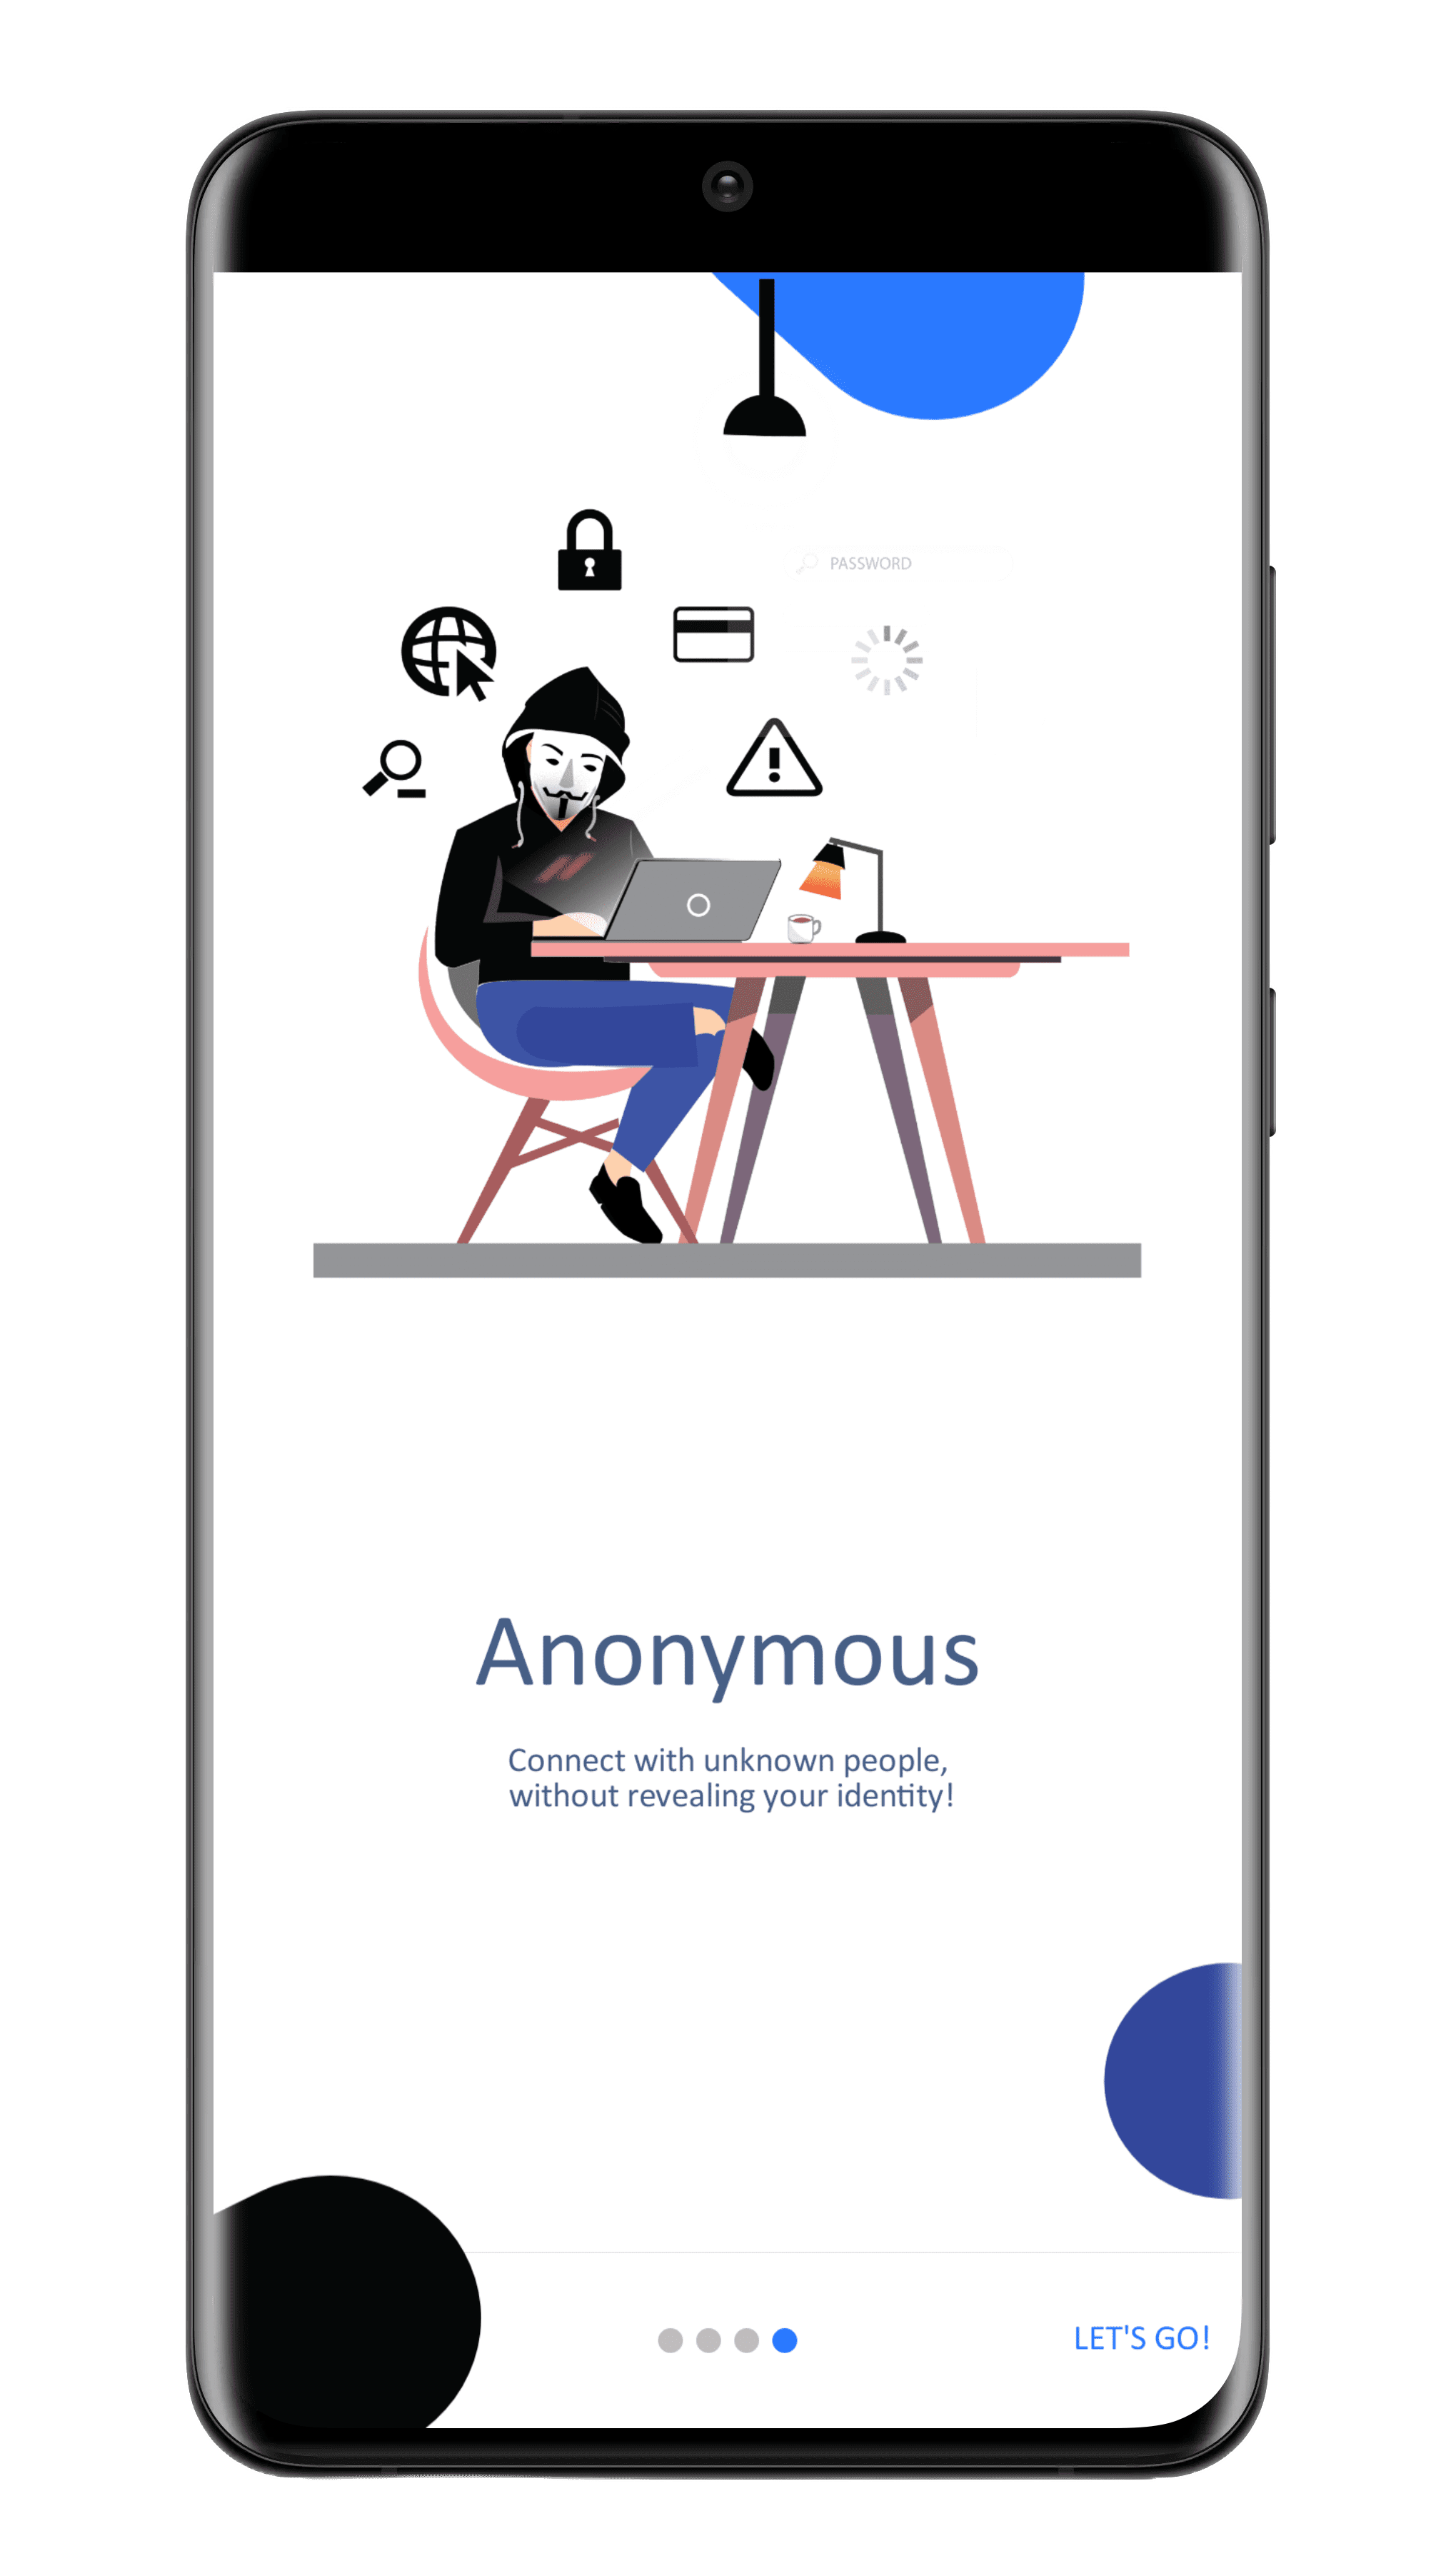 PASSWORD
Anonymous
Connect with unknown people,
without revealing your identity!
LET'S GO!